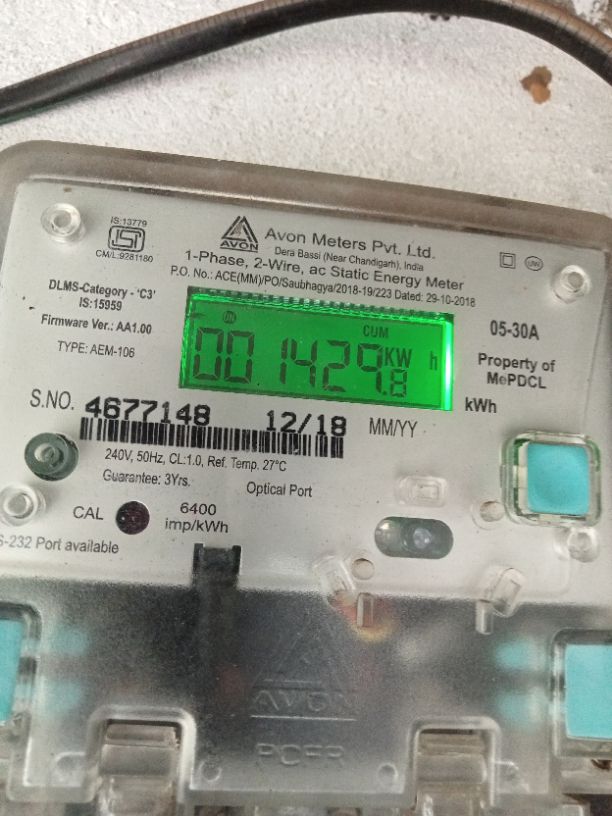 IS:13779
ISI
CM/L:9281180
AVON
Avon Meters Pvt. Ltd.
Dera Bassi (Near Chandigarh), India
1-Phase, 2-Wire, ac Static Energy Meter
P.O. No.: ACE(MM)/PO/Saubhagya/2018-19/223 Dated: 29-10-2018
DLMS-Category - 'C3'
IS:15959
Firmware Ver.: AA1.00
TYPE: AEM-106
CUM
001429.8 KW h
05-30A
Property of
MePDCL
kWh
S.NO. 4677148 12/18 MM/YY
240V, 50Hz, CL:1.0, Ref. Temp. 27°C
Guarantee: 3Yrs.
Optical Port
CAL
6400
imp/kWh
S-232 Port available
AVON